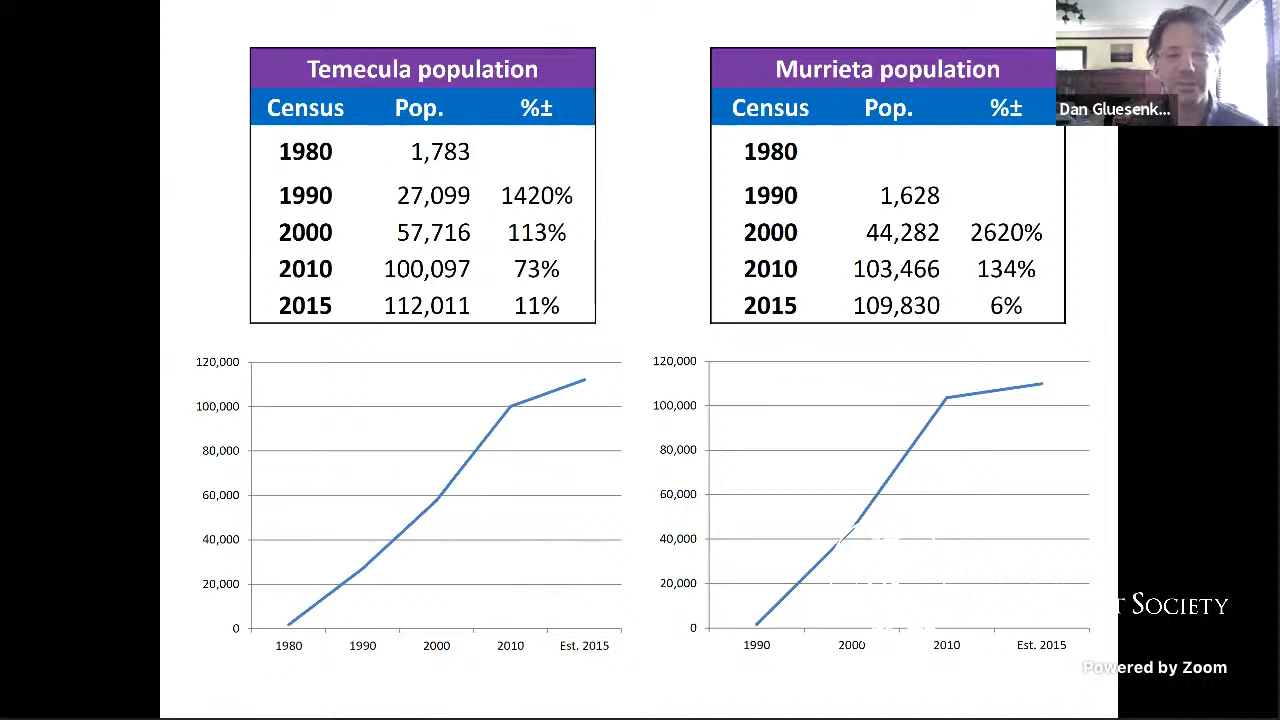 Temecula population
Census Pop. %±
1980 1,783
1990 27,099 1420%
2000 57,716 113%
2010 100,097 73%
2015 112,011 11%
Murrieta population
Census Pop. %±
1980
1990 1,628
2000 44,282 2620%
2010 103,466 134%
2015 109,830 6%
Dan Gluesenk...
120,000
100,000
80,000
60,000
40,000
20,000
0
1980 1990 2000 2010 Est. 2015
120,000
100,000
80,000
60,000
40,000
20,000
0
1990 2000 2010 Est. 2015
T SOCIETY
Powered by Zoom